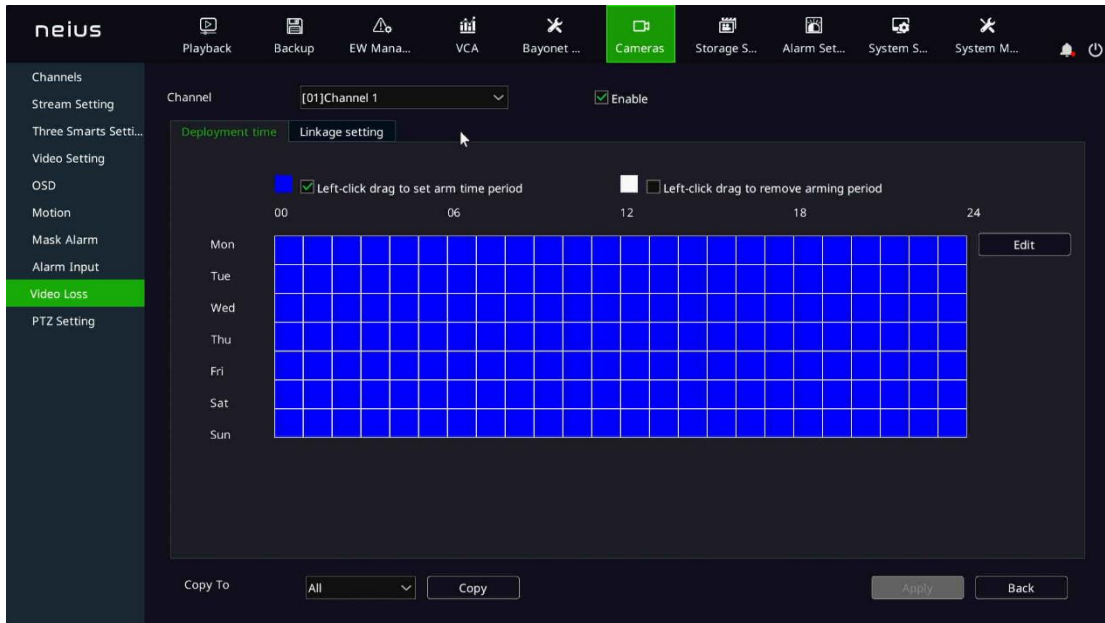 neius
Playback Backup EW Mana... VCA Bayonet ... Cameras Storage S... Alarm Set... System S... System M...
Channels
Stream Setting
Three Smarts Setti...
Video Setting
OSD
Motion
Mask Alarm
Alarm Input
Video Loss
PTZ Setting
Channel [01]Channel 1 Enable
Deployment time Linkage setting
Left-click drag to set arm time period Left-click drag to remove arming period
00 06 12 18 24
Mon Edit
Tue
Wed
Thu
Fri
Sat
Sun
Copy To All Copy Apply Back